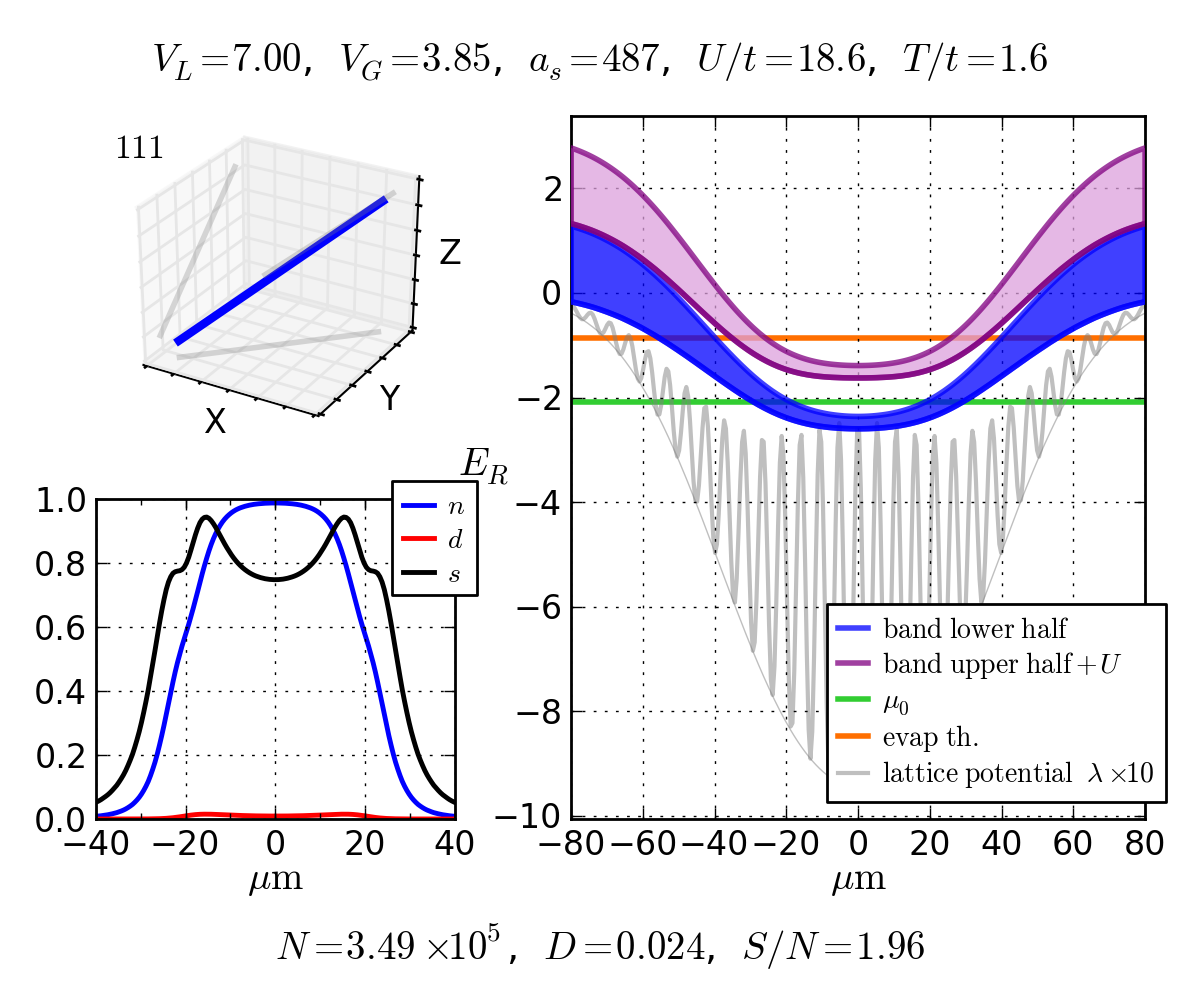 V_L=7.00, V_G=3.85, a_s=487, U/t=18.6, T/t=1.6
111
Z
Y
X
E_R
1.0
0.8
0.6
0.4
0.2
0.0
−40 −20 0 20 40
μm
n
d
s
2
0
−2
−4
−6
−8
−10
−80 −60 −40 −20 0 20 40 60 80
μm
band lower half
band upper half+U
μ_0
evap th.
lattice potential λ×10
N=3.49×10^5, D=0.024, S/N=1.96